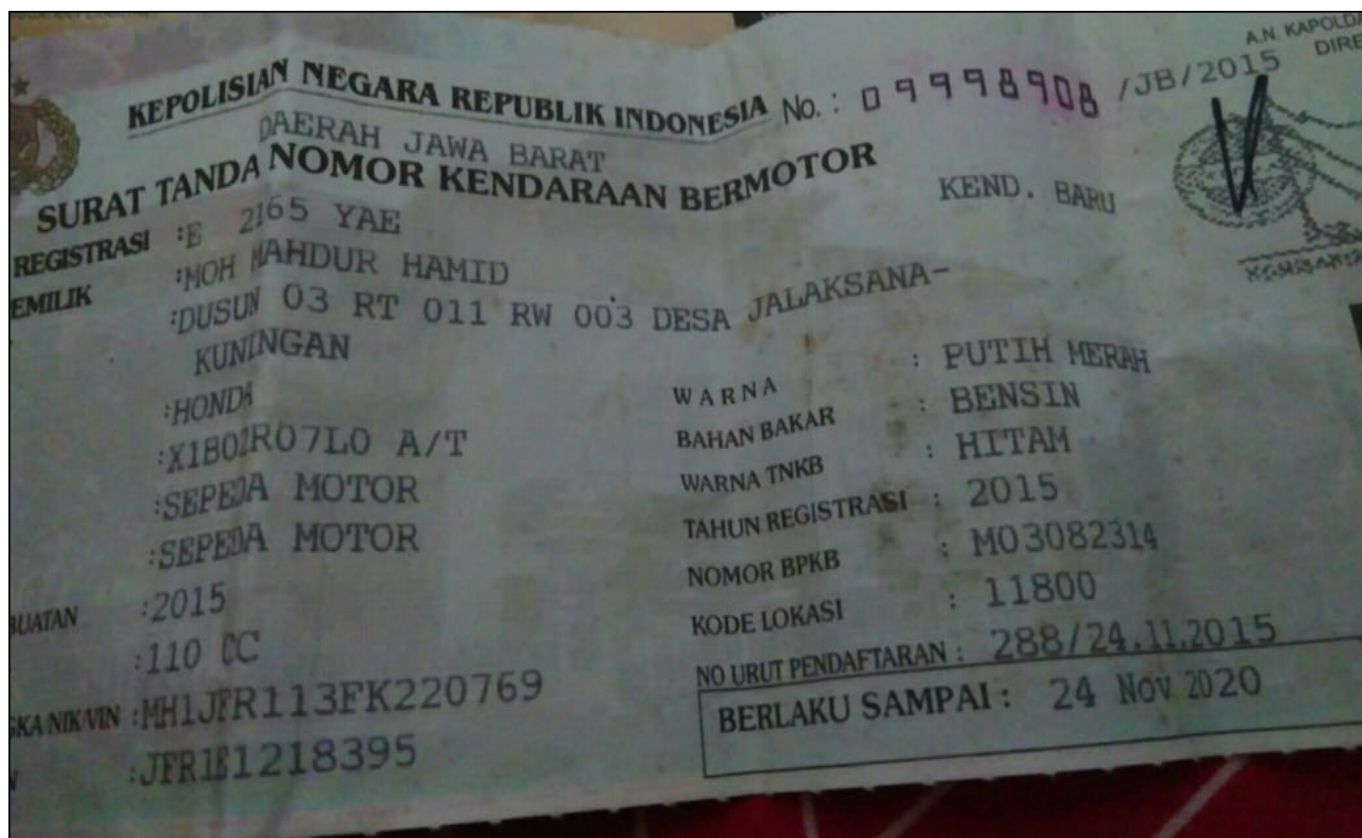 A.N. KAPOLDA
DIRE
KEPOLISIAN NEGARA REPUBLIK INDONESIA No. : 09998908 /JB/2015
DAERAH JAWA BARAT
SURAT TANDA NOMOR KENDARAAN BERMOTOR
KEND. BARU
REGISTRASI :E 2165 YAE
EMILIK :MOH MAHDUR HAMID
:DUSUN 03 RT 011 RW 003 DESA JALAKSANA-
KUNINGAN
:HONDA
:X1B02R07L0 A/T
:SEPEDA MOTOR
:SEPEDA MOTOR
BUATAN :2015
:110 CC
GKA/NIK/VIN :MH1JFR113FK220769
N :JFR1E1218395
WARNA : PUTIH MERAH
BAHAN BAKAR : BENSIN
WARNA TNKB : HITAM
TAHUN REGISTRASI : 2015
NOMOR BPKB : M03082314
KODE LOKASI : 11800
NO URUT PENDAFTARAN : 288/24.11.2015
BERLAKU SAMPAI : 24 NOV 2020